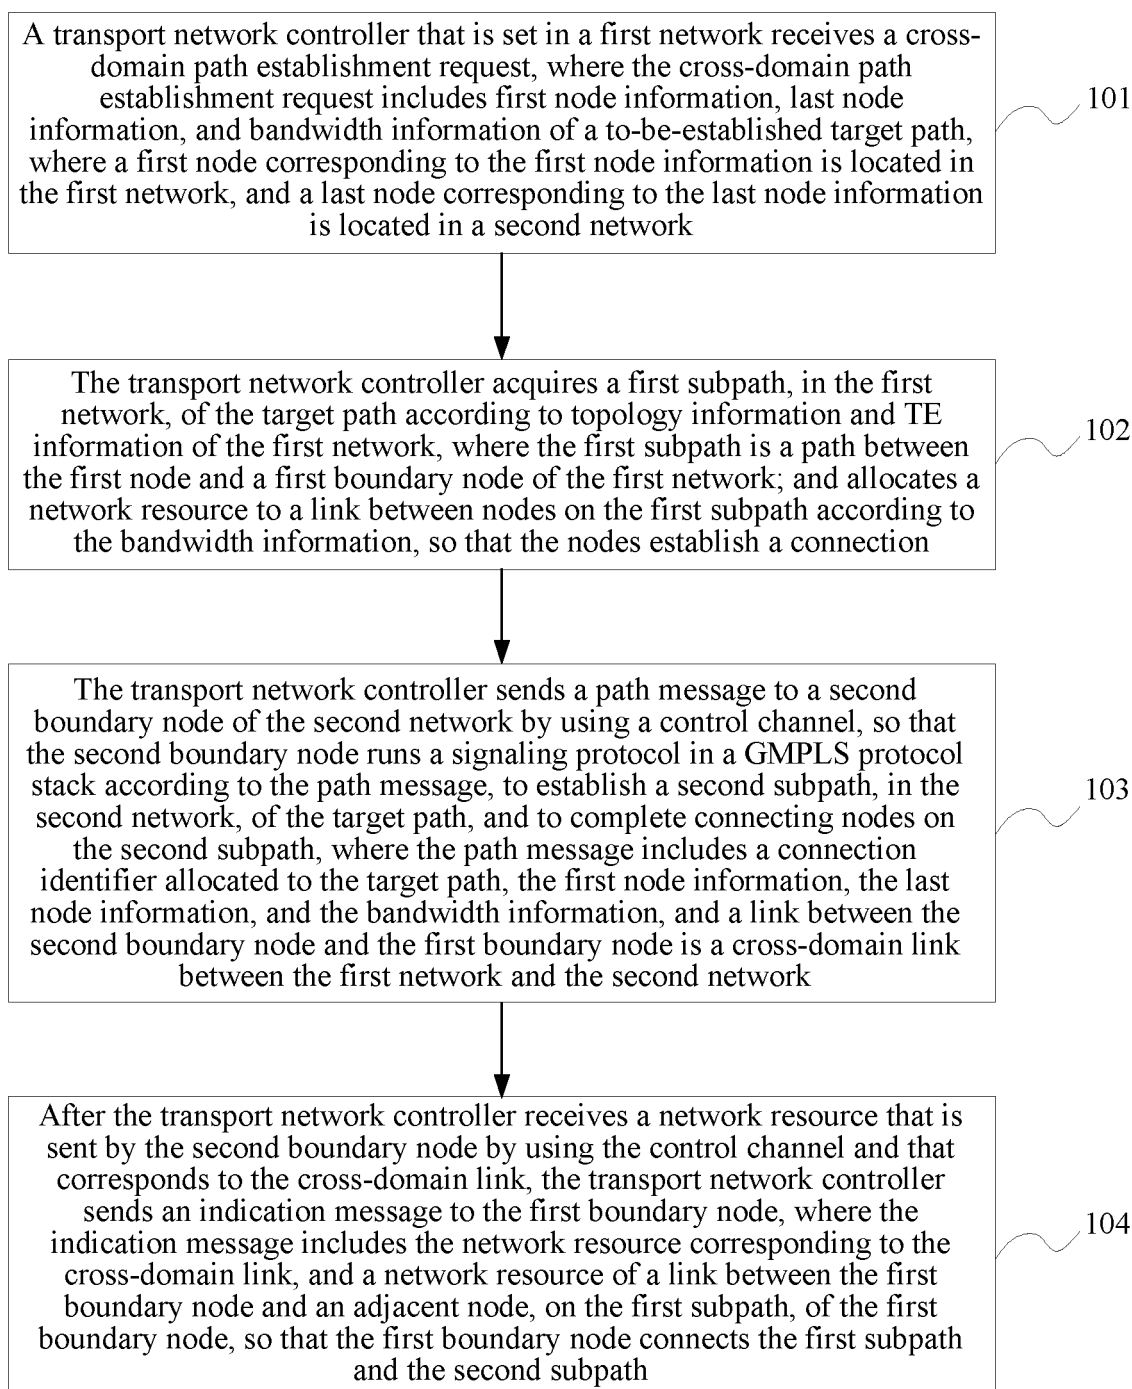 A transport network controller that is set in a first network receives a cross-
domain path establishment request, where the cross-domain path
establishment request includes first node information, last node
information, and bandwidth information of a to-be-established target path,
where a first node corresponding to the first node information is located in
the first network, and a last node corresponding to the last node information
is located in a second network
101
The transport network controller acquires a first subpath, in the first
network, of the target path according to topology information and TE
information of the first network, where the first subpath is a path between
the first node and a first boundary node of the first network; and allocates a
network resource to a link between nodes on the first subpath according to
the bandwidth information, so that the nodes establish a connection
102
The transport network controller sends a path message to a second
boundary node of the second network by using a control channel, so that
the second boundary node runs a signaling protocol in a GMPLS protocol
stack according to the path message, to establish a second subpath, in the
second network, of the target path, and to complete connecting nodes on
the second subpath, where the path message includes a connection
identifier allocated to the target path, the first node information, the last
node information, and the bandwidth information, and a link between the
second boundary node and the first boundary node is a cross-domain link
between the first network and the second network
103
After the transport network controller receives a network resource that is
sent by the second boundary node by using the control channel and that
corresponds to the cross-domain link, the transport network controller
sends an indication message to the first boundary node, where the
indication message includes the network resource corresponding to the
cross-domain link, and a network resource of a link between the first
boundary node and an adjacent node, on the first subpath, of the first
boundary node, so that the first boundary node connects the first subpath
and the second subpath
104